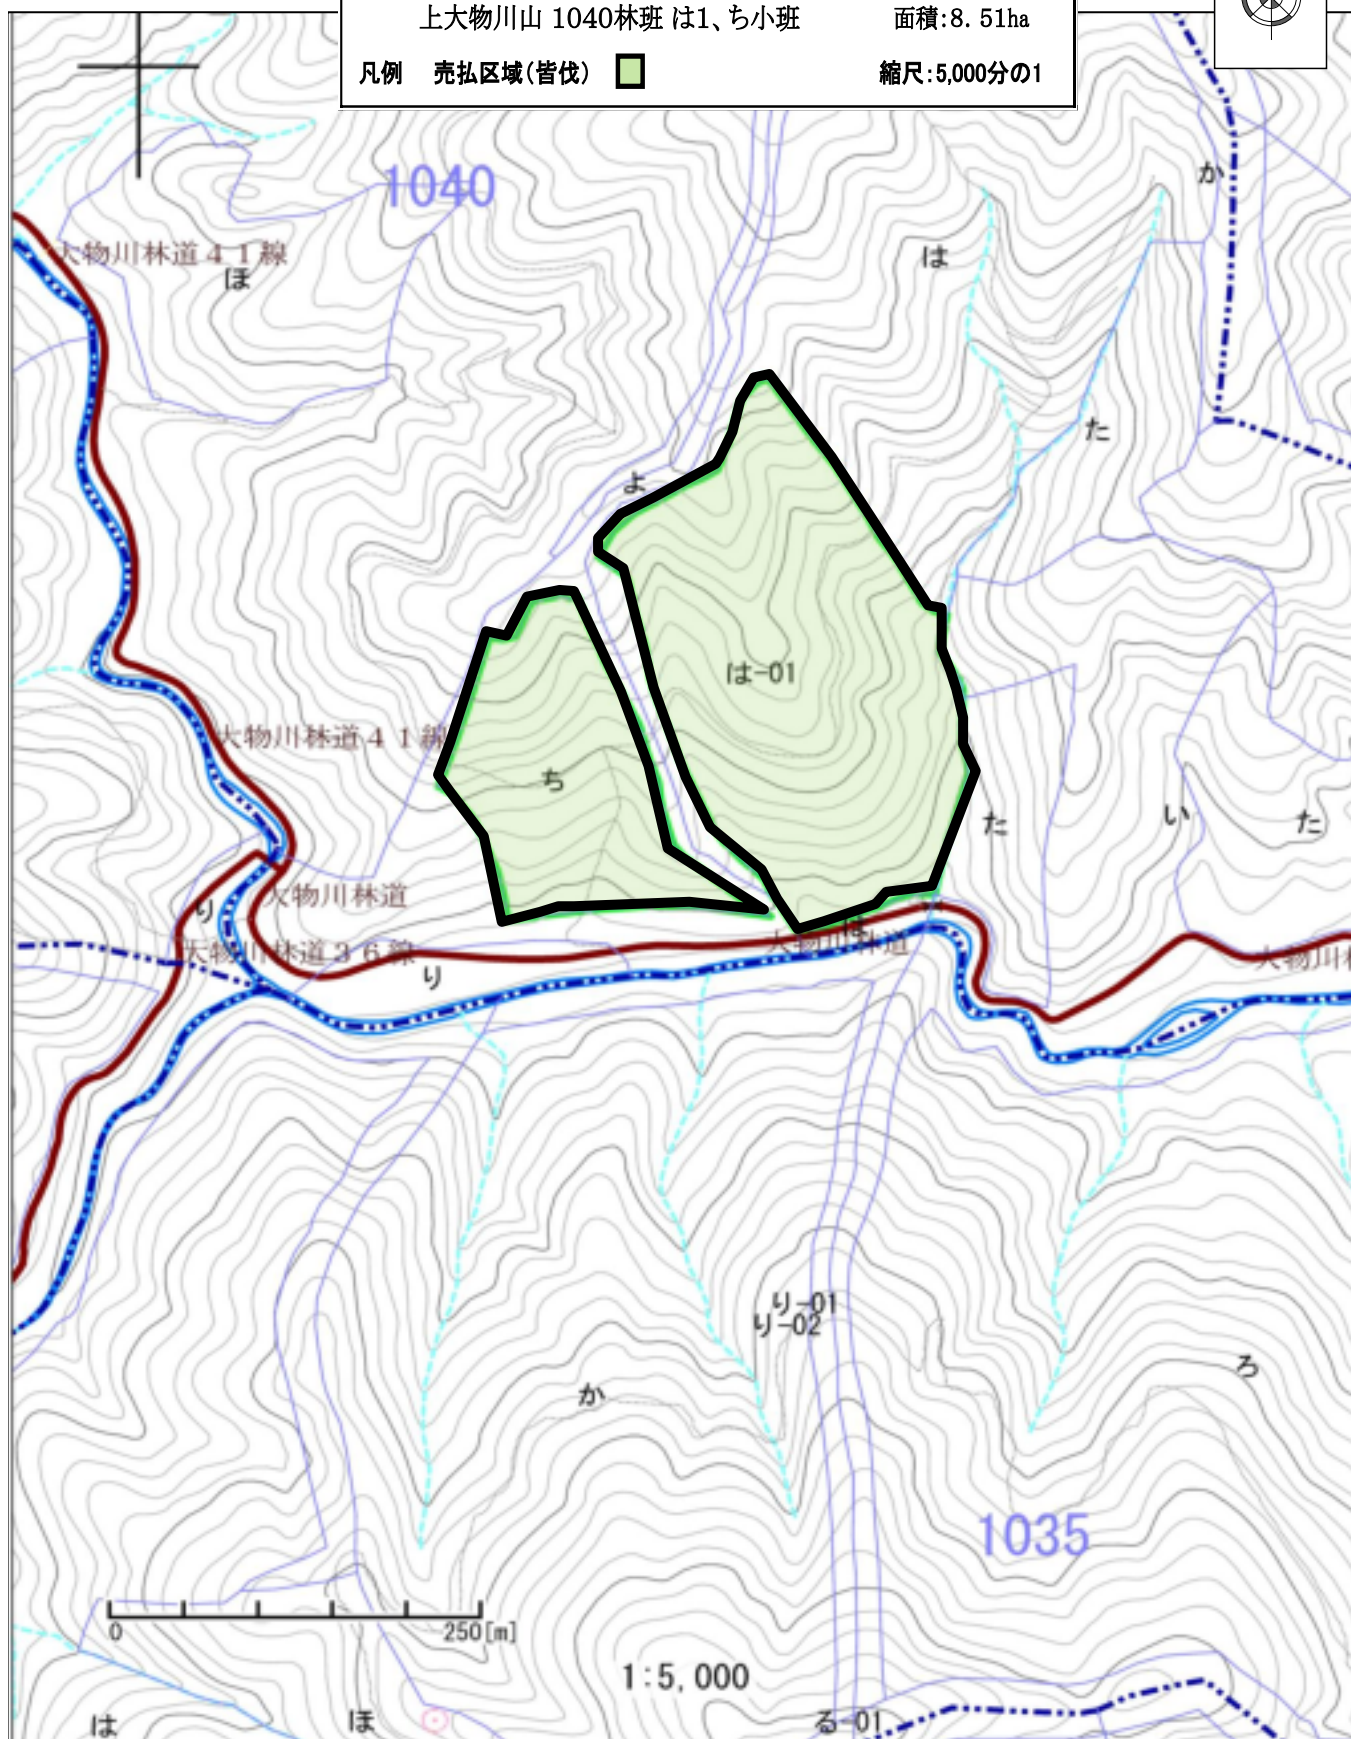 上大物川山 1040林班 は1、ち小班 面積:8.51ha
凡例 売払区域(皆伐) 縮尺:5,000分の1
か
1040
大物川林道４１線
は
ほ
た
よ
は-01
大物川林道４１線
ち
い
た
た
大物川林道
り
大物川林道
大物川林道３６線
大物川林
り
り-01
り-02
ろ
か
1035
0 250[m]
1:5,000
は
ほ
る-01